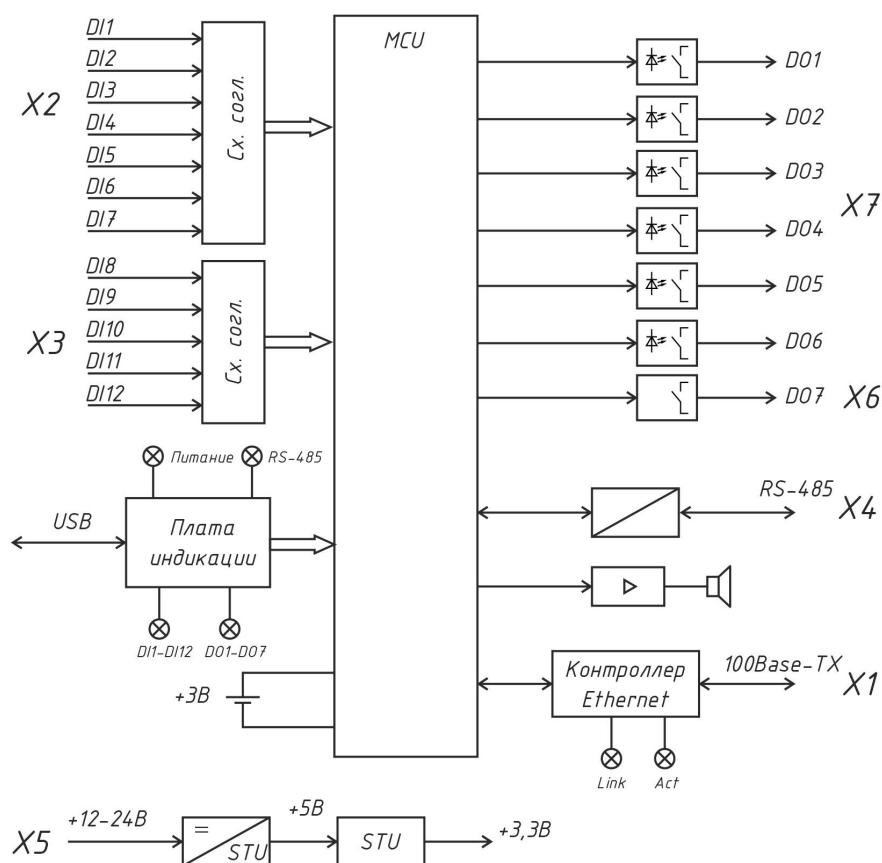 DI1
DI2
DI3
DI4
DI5
DI6
DI7
X2
Сх. согл.
DI8
DI9
DI10
DI11
DI12
X3
Сх. согл.
MCU
DO1
DO2
DO3
DO4
DO5
DO6
X7
DO7
X6
Питание
RS-485
USB
Плата
индикации
DI1-DI12
DO1-DO7
+3В
RS-485
X4
Контроллер
Ethernet
100Base-TX
X1
Link
Act
X5
+12-24В
=
STU
+5В
STU
+3,3В